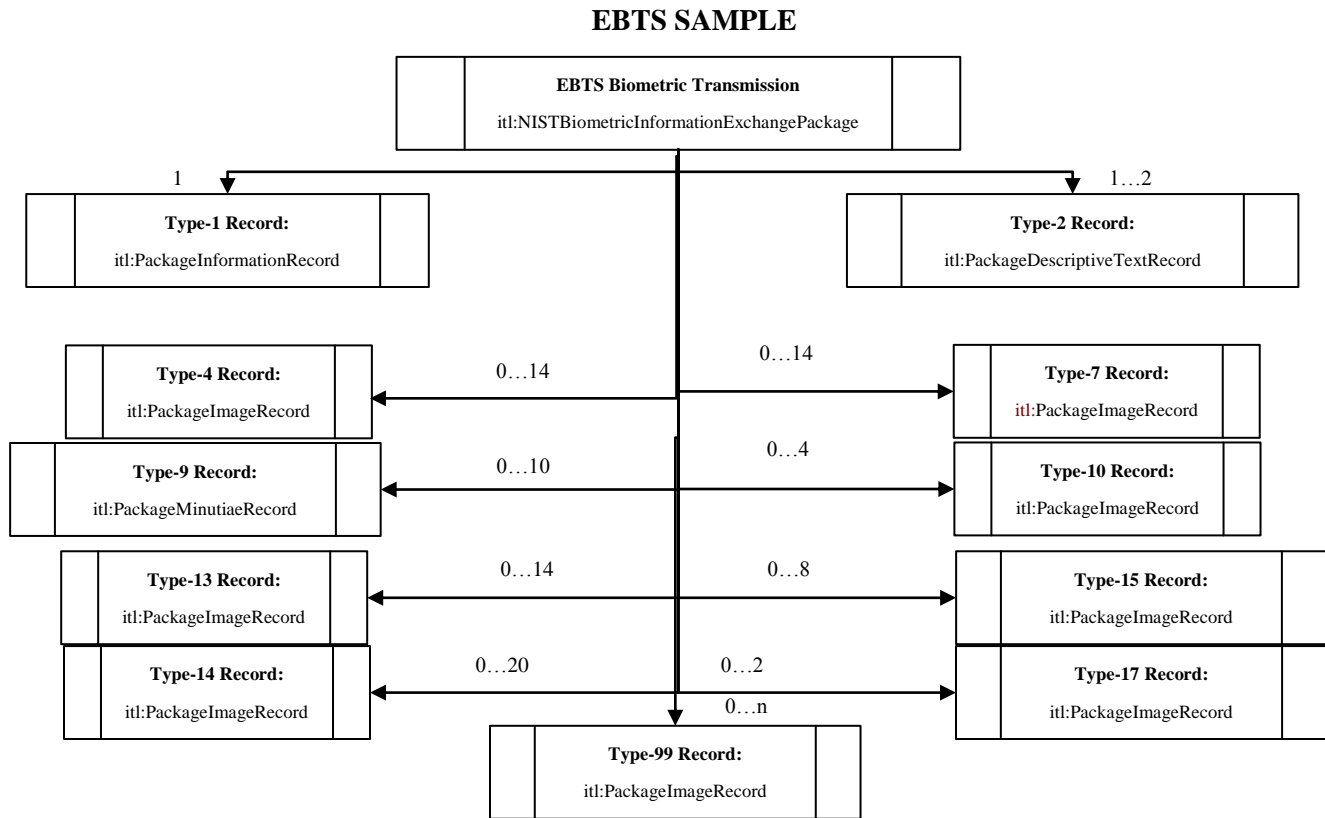 EBTS SAMPLE
EBTS Biometric Transmission
itl:NISTBiometricInformationExchangePackage
1
1…2
Type-1 Record:
itl:PackageInformationRecord
Type-2 Record:
itl:PackageDescriptiveTextRecord
0…14
0…14
Type-4 Record:
itl:PackageImageRecord
Type-7 Record:
itl:PackageImageRecord
0…10
0…4
Type-9 Record:
itl:PackageMinutiaeRecord
Type-10 Record:
itl:PackageImageRecord
0…14
0…8
Type-13 Record:
itl:PackageImageRecord
Type-15 Record:
itl:PackageImageRecord
0…20
0…2
Type-14 Record:
itl:PackageImageRecord
Type-17 Record:
itl:PackageImageRecord
0…n
Type-99 Record:
itl:PackageImageRecord